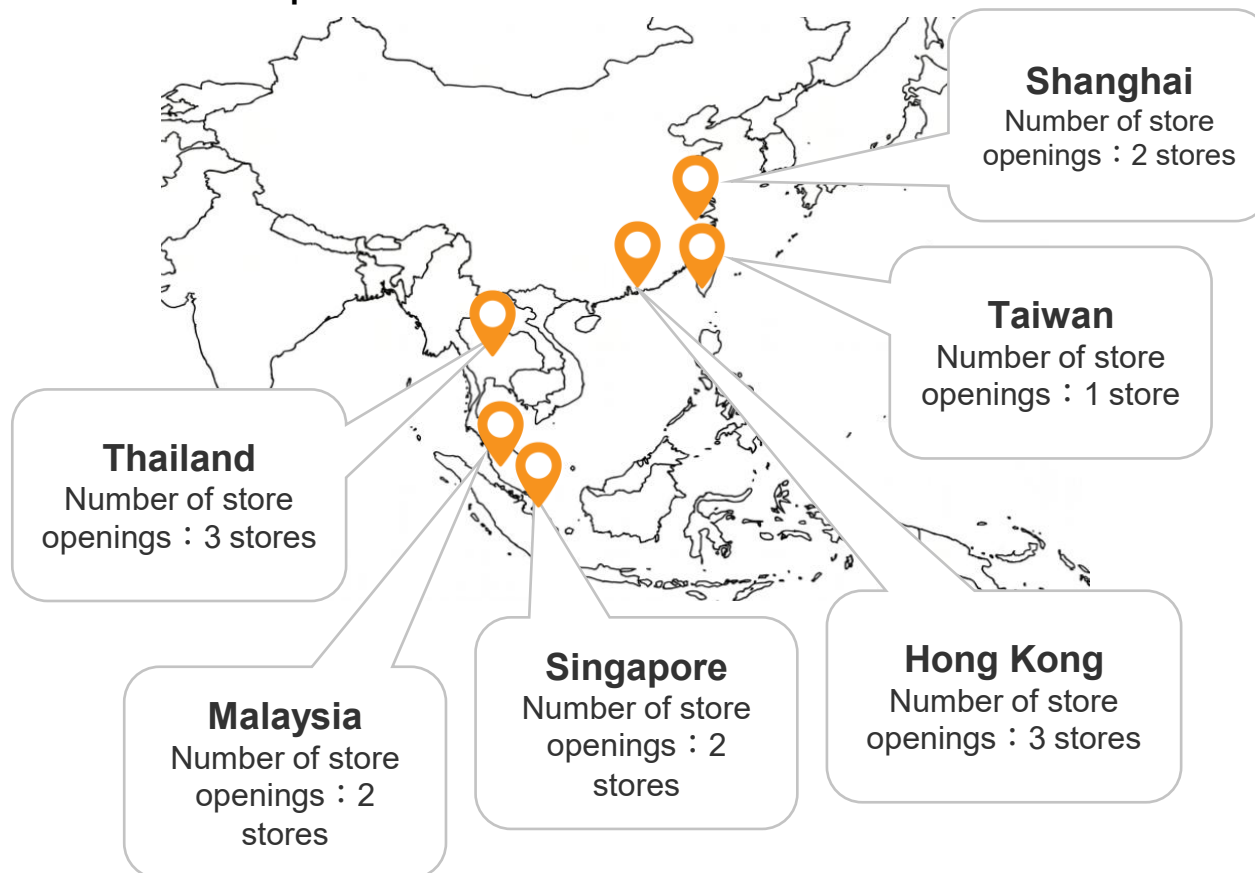 Shanghai
Number of store
openings：2 stores
Taiwan
Number of store
openings：1 store
Thailand
Number of store
openings：3 stores
Malaysia
Number of store
openings：2
stores
Singapore
Number of store
openings：2
stores
Hong Kong
Number of store
openings：3 stores